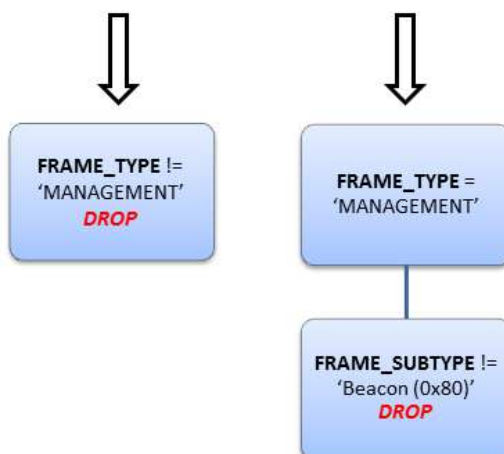 FRAME_TYPE !=
‘MANAGEMENT’
DROP
FRAME_TYPE =
‘MANAGEMENT’
FRAME_SUBTYPE !=
‘Beacon (0x80)’
DROP